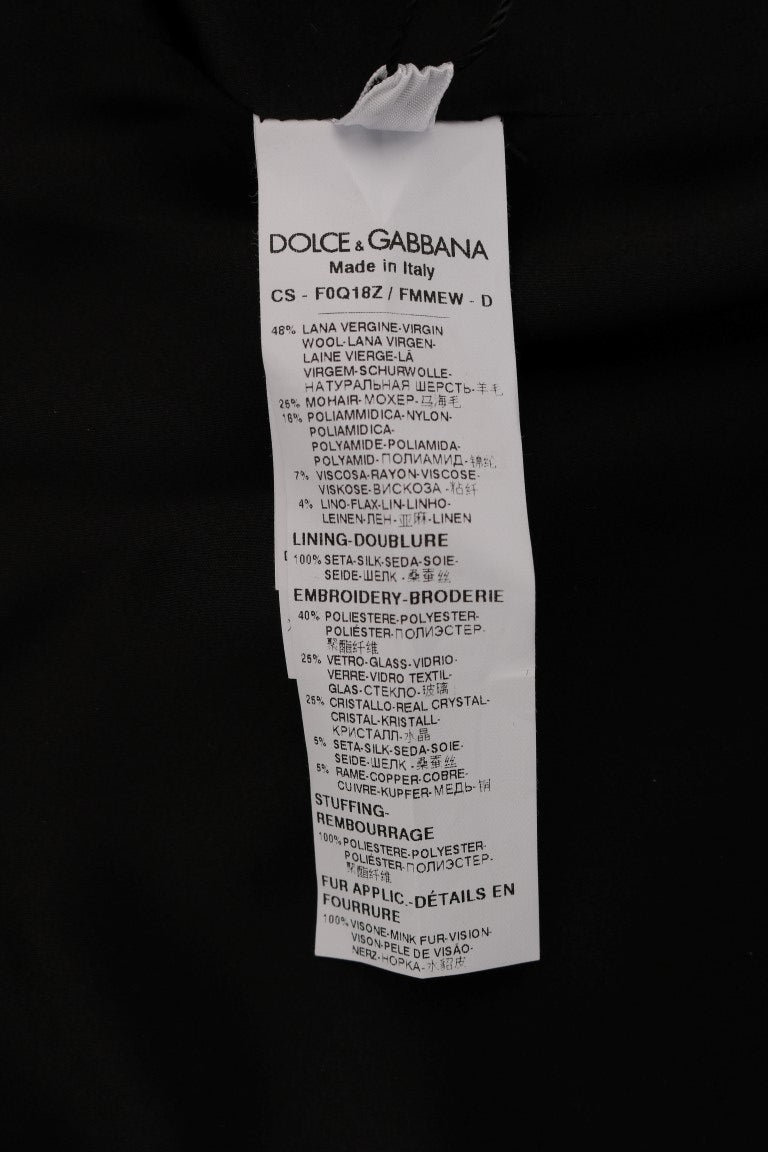 DOLCE & GABBANA
Made in Italy
CS - F0Q18Z / FMMEW - D
48% LANA VERGINE-VIRGIN
WOOL-LANA VIRGEN-
LAINE VIERGE-LÃ
VIRGEM-SCHURWOLLE-
НАТУРАЛЬНАЯ ШЕРСТЬ-羊毛
MOHAIR-МОХЕР-马海毛
POLIAMMIDICA-NYLON-
POLIAMIDICA-
POLYAMIDE-POLIAMIDA-
POLYAMID-ПОЛИАМИД-锦纶
7% VISCOSA-RAYON-VISCOSE-
VISKOSE-ВИСКОЗА-粘纤
4% LINO-FLAX-LIN-LINHO-
LEINEN-ЛЕН-亚麻-LINEN
LINING-DOUBLURE
100% SETA-SILK-SEDA-SOIE-
SEIDE-ШЕЛК-桑蚕丝
EMBROIDERY-BRODERIE
40% POLIESTERE-POLYESTER-
POLIÉSTER-ПОЛИЭСТЕР-
聚酯纤维
25% VETRO-GLASS-VIDRIO-
VERRE-VIDRO TEXTIL-
GLAS-СТЕКЛО-玻璃
25% CRISTALLO-REAL CRYSTAL-
CRISTAL-KRISTALL-
КРИСТАЛЛ-水晶
5% SETA-SILK-SEDA-SOIE-
SEIDE-ШЕЛК-桑蚕丝
5% RAME-COPPER-COBRE-
CUIVRE-KUPFER-МЕДЬ-铜
STUFFING-
REMBOURRAGE
100% POLIESTERE-POLYESTER-
POLIÉSTER-ПОЛИЭСТЕР-
聚酯纤维
FUR APPLIC.-DÉTAILS EN
FOURRURE
100% VISONE-MINK FUR-VISION-
VISON-PELE DE VISÃO-
NERZ-НОРКА-水貂皮